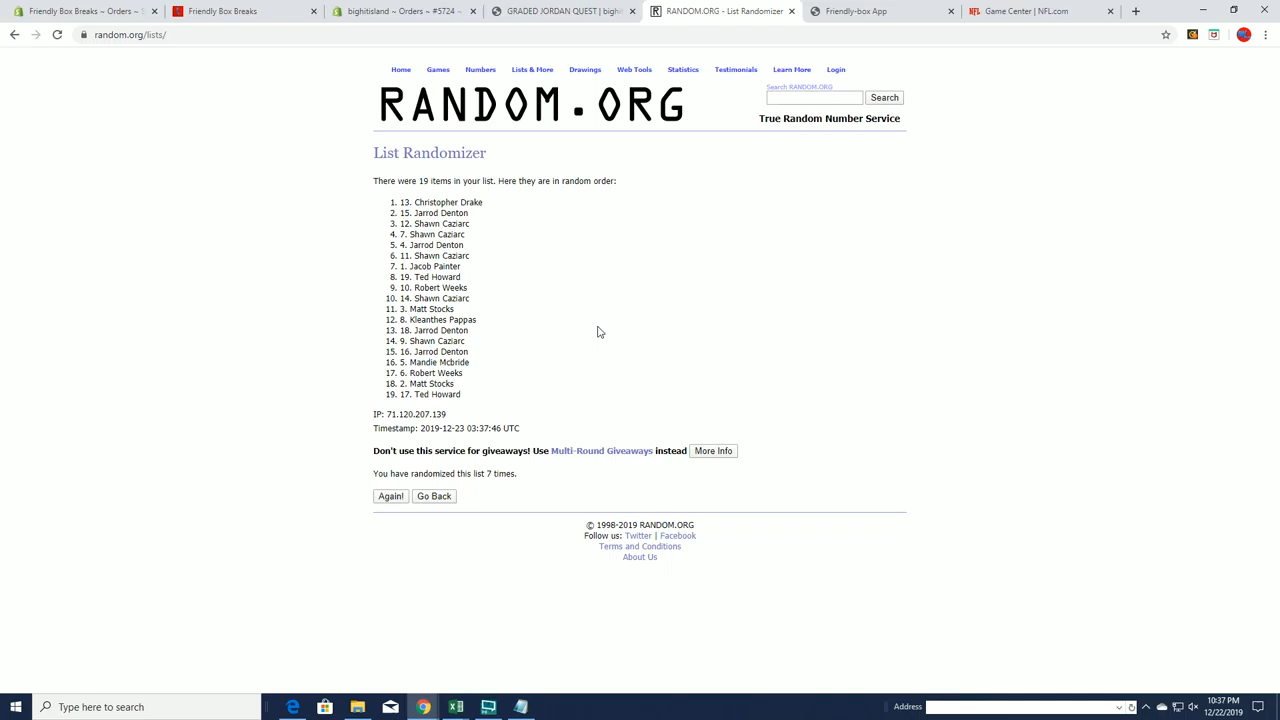 Friendly Box Breaks ~ Orders ~ S
Friendly Box Breaks
bighitisland ~ Orders ~ #5724 ~
GRADED JORDAN QUEST| bighit
RANDOM.ORG - List Randomizer
Friendly-box App
Game Center | NFL.com
random.org/lists/
Home Games Numbers Lists & More Drawings Web Tools Statistics Testimonials Learn More Login
RANDOM.ORG
Search RANDOM.ORG
Search
True Random Number Service
List Randomizer
There were 19 items in your list. Here they are in random order:
1. 13. Christopher Drake
2. 15. Jarrod Denton
3. 12. Shawn Caziarc
4. 7. Shawn Caziarc
5. 4. Jarrod Denton
6. 11. Shawn Caziarc
7. 1. Jacob Painter
8. 19. Ted Howard
9. 10. Robert Weeks
10. 14. Shawn Caziarc
11. 3. Matt Stocks
12. 8. Kleanthes Pappas
13. 18. Jarrod Denton
14. 9. Shawn Caziarc
15. 16. Jarrod Denton
16. 5. Mandie Mcbride
17. 6. Robert Weeks
18. 2. Matt Stocks
19. 17. Ted Howard
IP: 71.120.207.139
Timestamp: 2019-12-23 03:37:46 UTC
Don't use this service for giveaways! Use Multi-Round Giveaways instead More Info
You have randomized this list 7 times.
Again! Go Back
© 1998-2019 RANDOM.ORG
Follow us: Twitter | Facebook
Terms and Conditions
About Us
Type here to search
Address
10:37 PM
12/22/2019